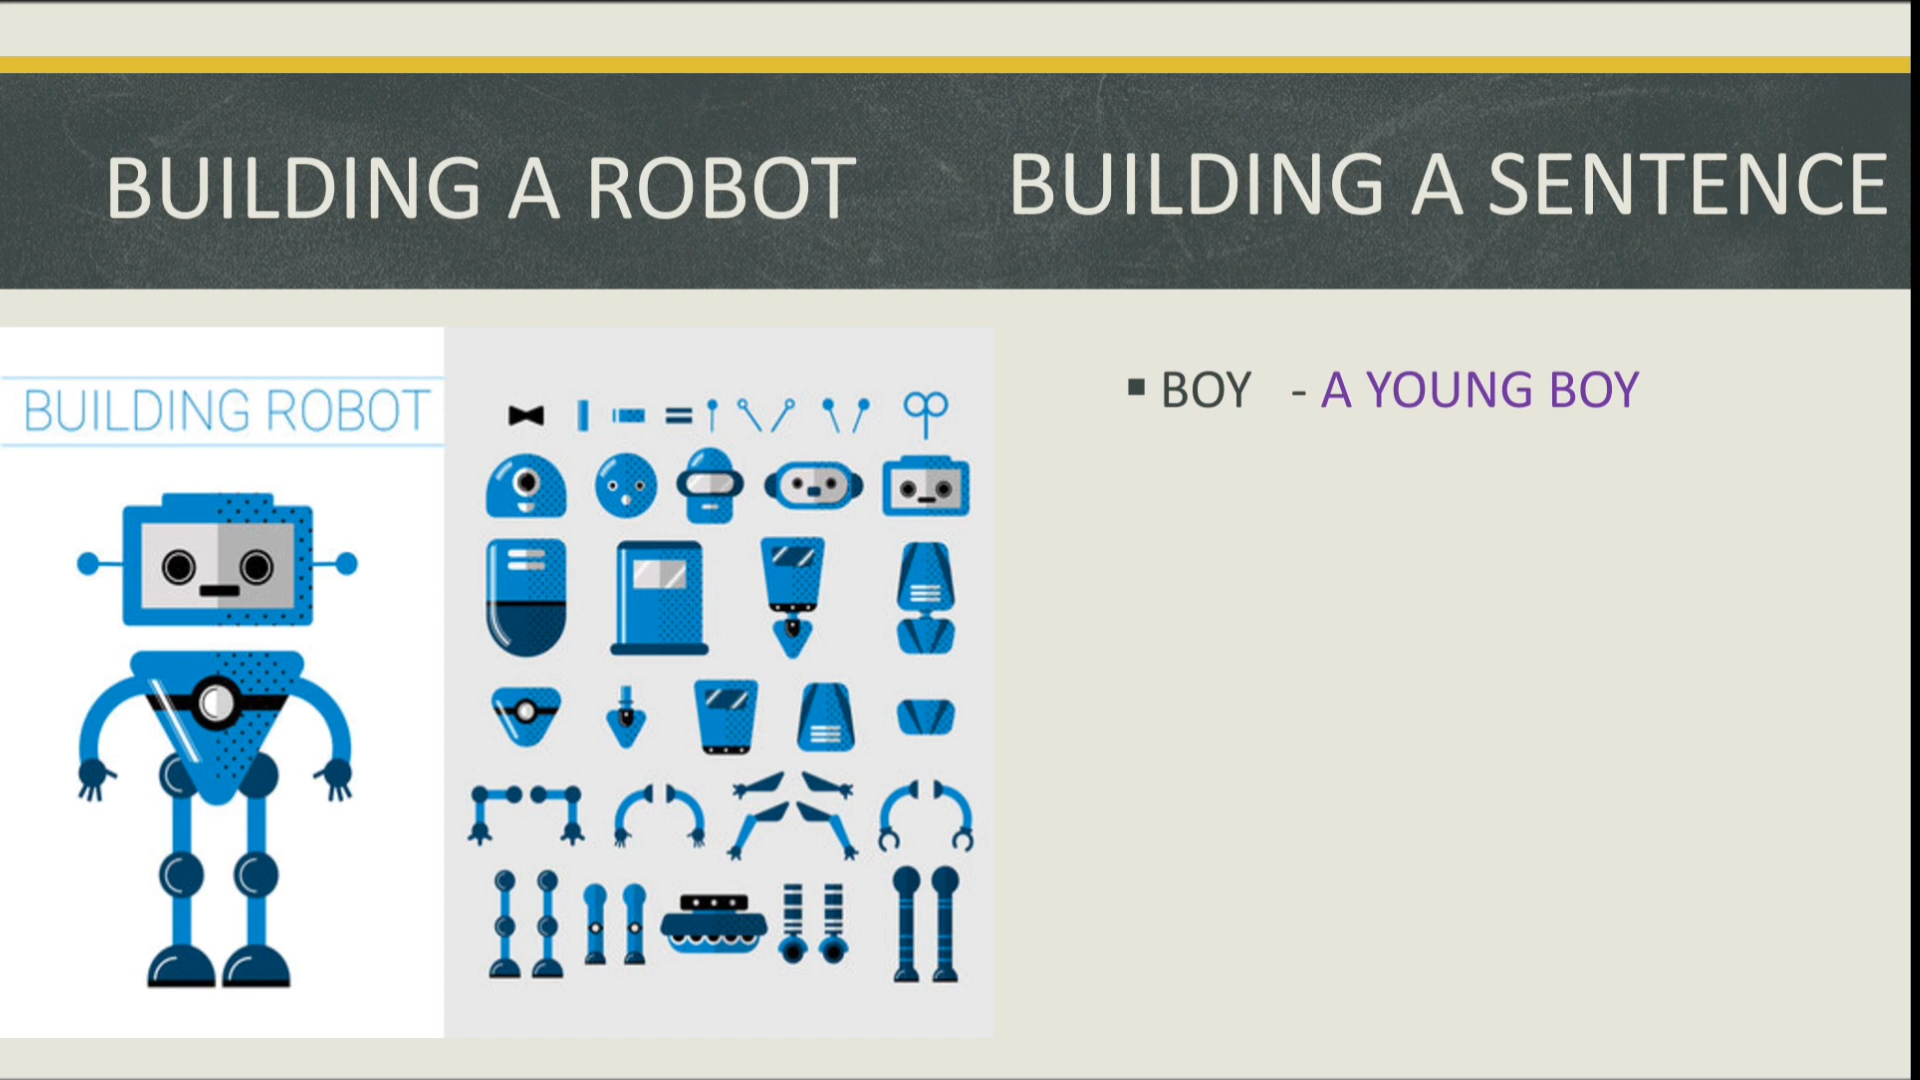 BUILDING A ROBOT
BUILDING A SENTENCE
BUILDING ROBOT
▪ BOY - A YOUNG BOY